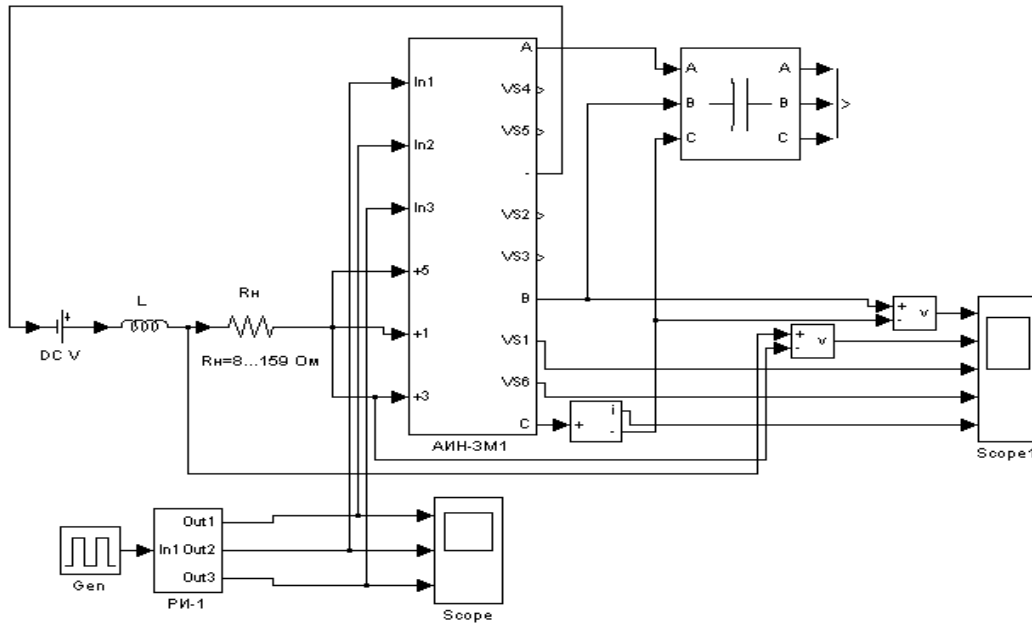 A
In1
VS4
In2
VS5
-
In3
VS2
VS3
+5
B
+1
VS1
+3
VS6
C
АИН-3М1
A
B
C
A
B
C
+
DC V
L
Rн
Rн=8...159 Ом
+
-
v
+
-
v
+
i
-
Scope1
Gen
In1
Out1
Out2
Out3
РИ-1
Scope